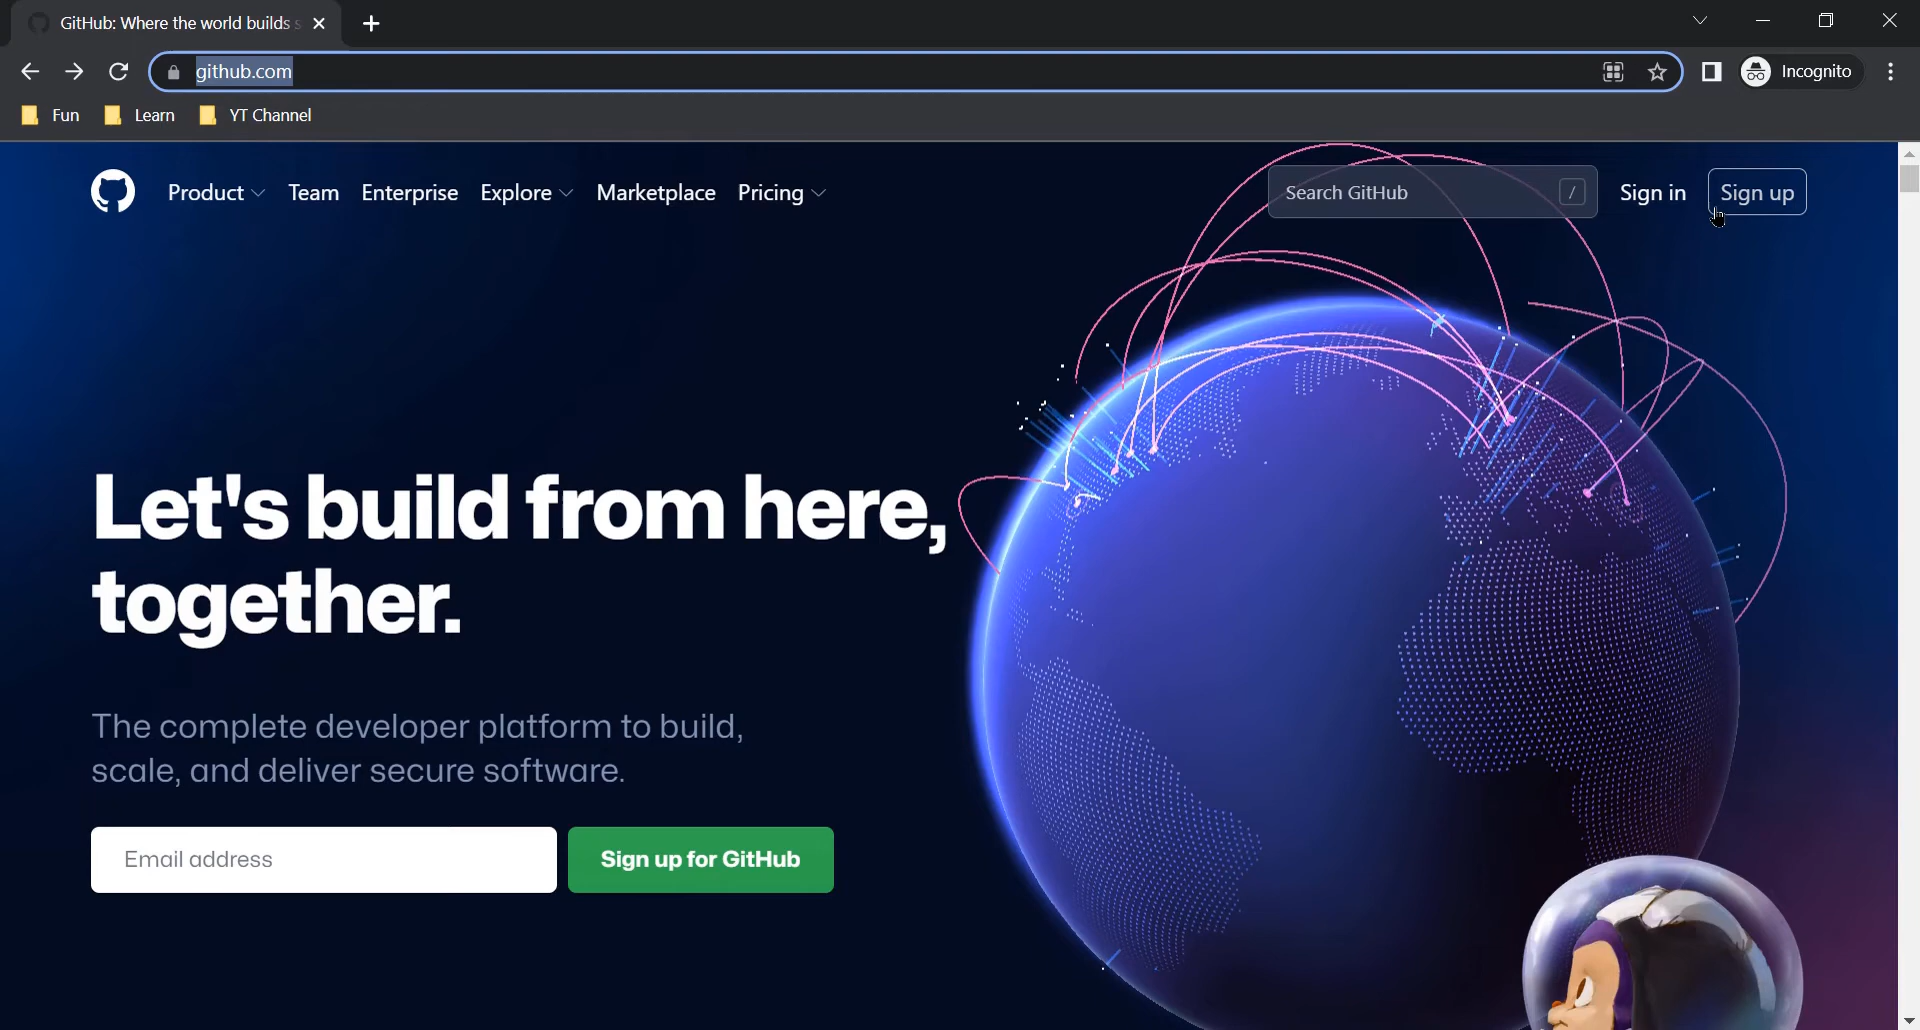 GitHub: Where the world builds s
github.com
Incognito
Fun Learn YT Channel
Product Team Enterprise Explore Marketplace Pricing Search GitHub / Sign in Sign up
Let's build from here,
together.
The complete developer platform to build,
scale, and deliver secure software.
Email address Sign up for GitHub